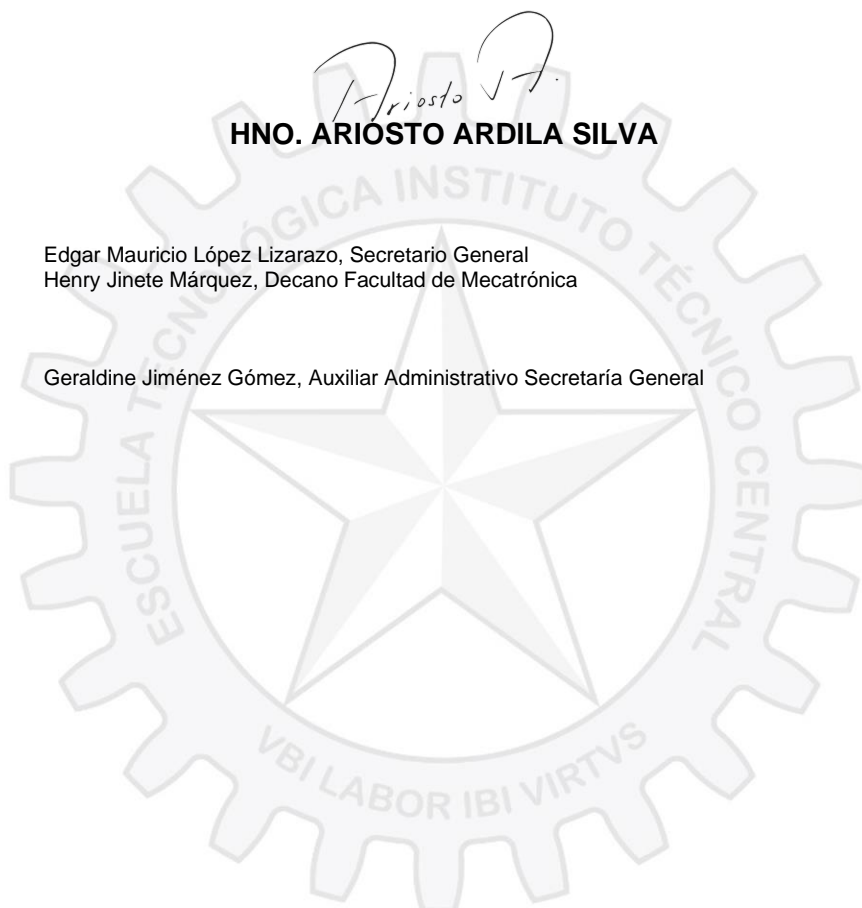 Ariosto A.
HNO. ARIOSTO ARDILA SILVA
Edgar Mauricio López Lizarazo, Secretario General
Henry Jinete Márquez, Decano Facultad de Mecatrónica
Geraldine Jiménez Gómez, Auxiliar Administrativo Secretaría General
ESCUELA TECNOLÓGICA INSTITUTO TÉCNICO CENTRAL
VBI LABOR IBI VIRTVS